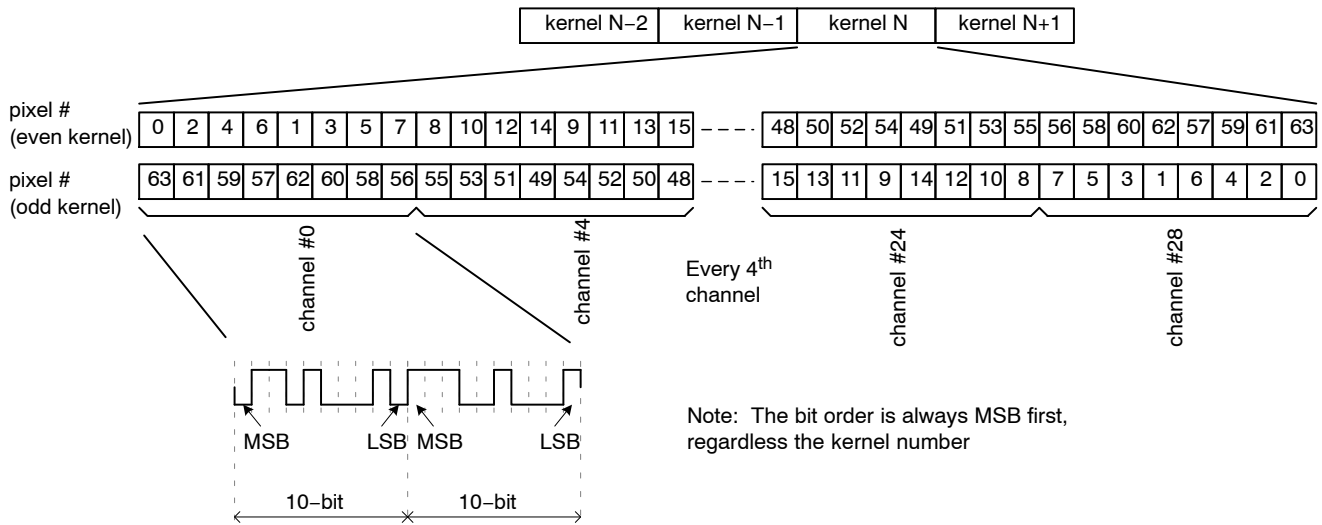 kernel N−2 kernel N−1 kernel N kernel N+1
pixel #
(even kernel)
0 2 4 6 1 3 5 7 8 10 12 14 9 11 13 15 48 50 52 54 49 51 53 55 56 58 60 62 57 59 61 63
pixel #
(odd kernel)
63 61 59 57 62 60 58 56 55 53 51 49 54 52 50 48 15 13 11 9 14 12 10 8 7 5 3 1 6 4 2 0
channel #0
channel #4
Every 4th
channel
channel #24
channel #28
MSB LSB MSB LSB
Note: The bit order is always MSB first,
regardless the kernel number
10−bit 10−bit